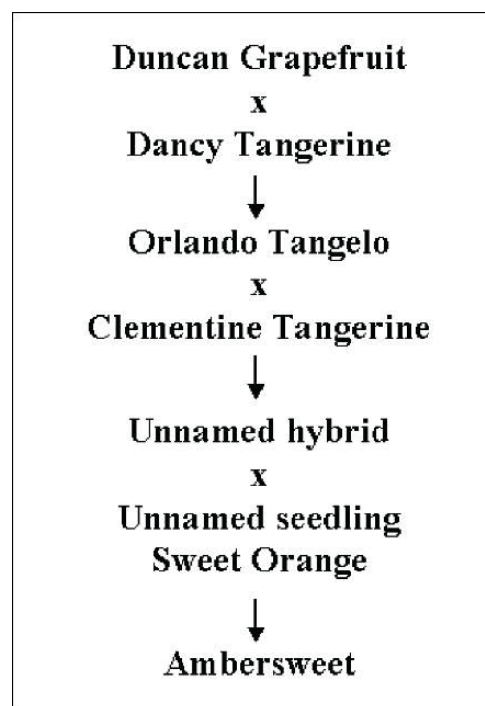 Duncan Grapefruit
x
Dancy Tangerine
Orlando Tangelo
x
Clementine Tangerine
Unnamed hybrid
x
Unnamed seedling
Sweet Orange
Ambersweet